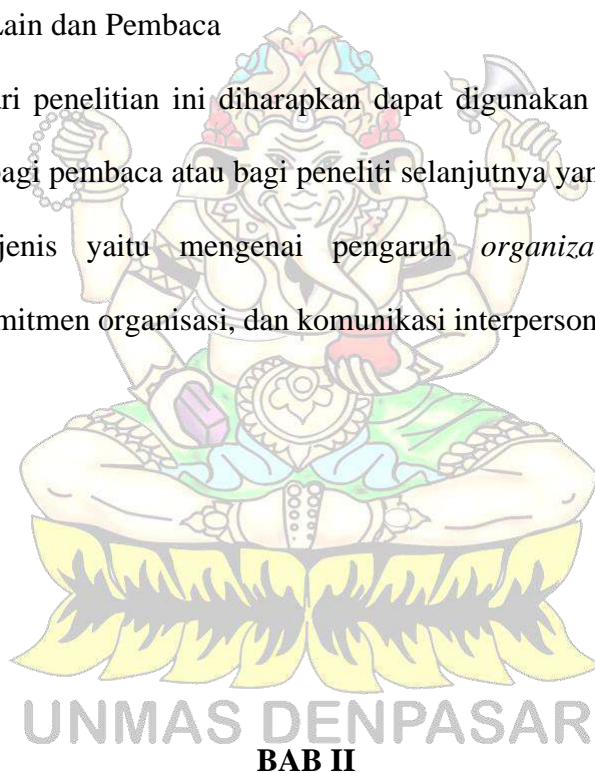 Lain dan Pembaca
ri penelitian ini diharapkan dapat digunakan
bagi pembaca atau bagi peneliti selanjutnya yan
jenis yaitu mengenai pengaruh organiza
mitmen organisasi, dan komunikasi interperson
UNMAS DENPASAR
BAB II